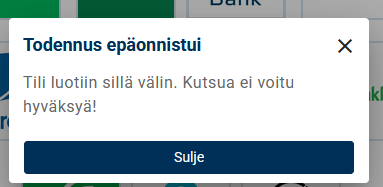 Bank
Todennus epäonnistui
Tili luotiin sillä välin. Kutsua ei voitu
hyväksyä!
Sulje